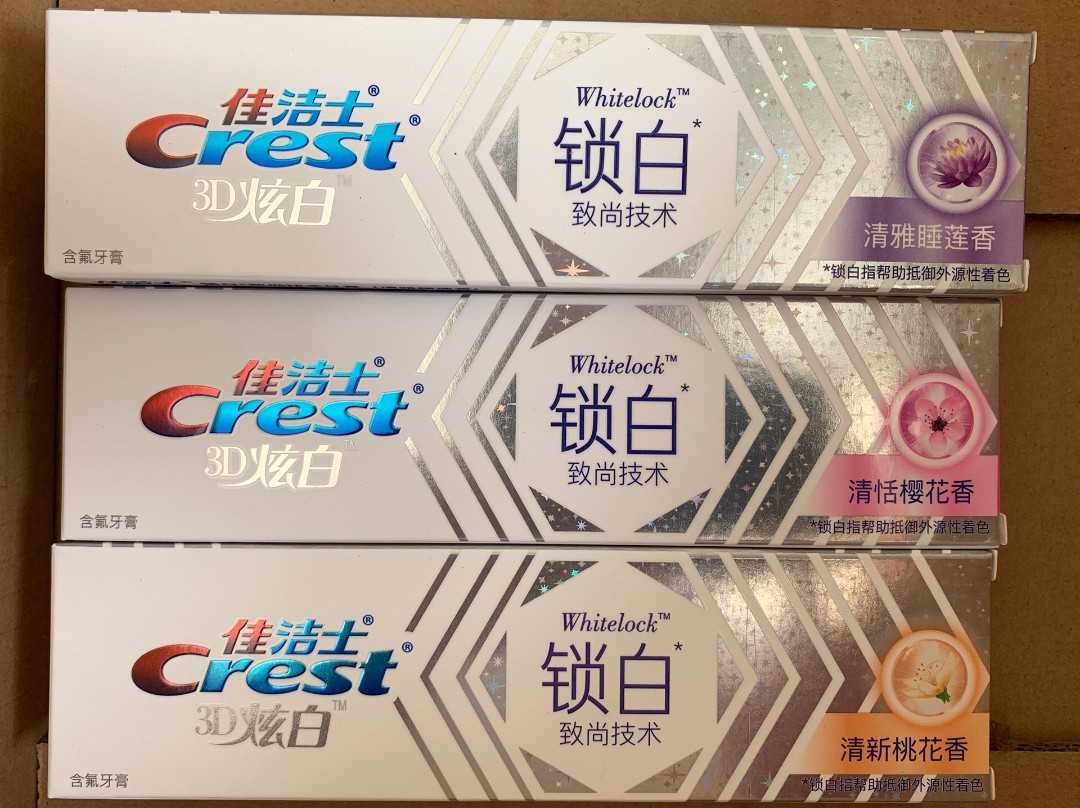 佳洁士®
Crest®
3D炫白™
含氟牙膏
Whitelock™
锁白*
致尚技术
清雅睡莲香
*锁白指帮助抵御外源性着色
佳洁士®
Crest®
3D炫白™
含氟牙膏
Whitelock™
锁白*
致尚技术
清恬樱花香
*锁白指帮助抵御外源性着色
佳洁士®
Crest®
3D炫白™
含氟牙膏
Whitelock™
锁白*
致尚技术
清新桃花香
*锁白指帮助抵御外源性着色